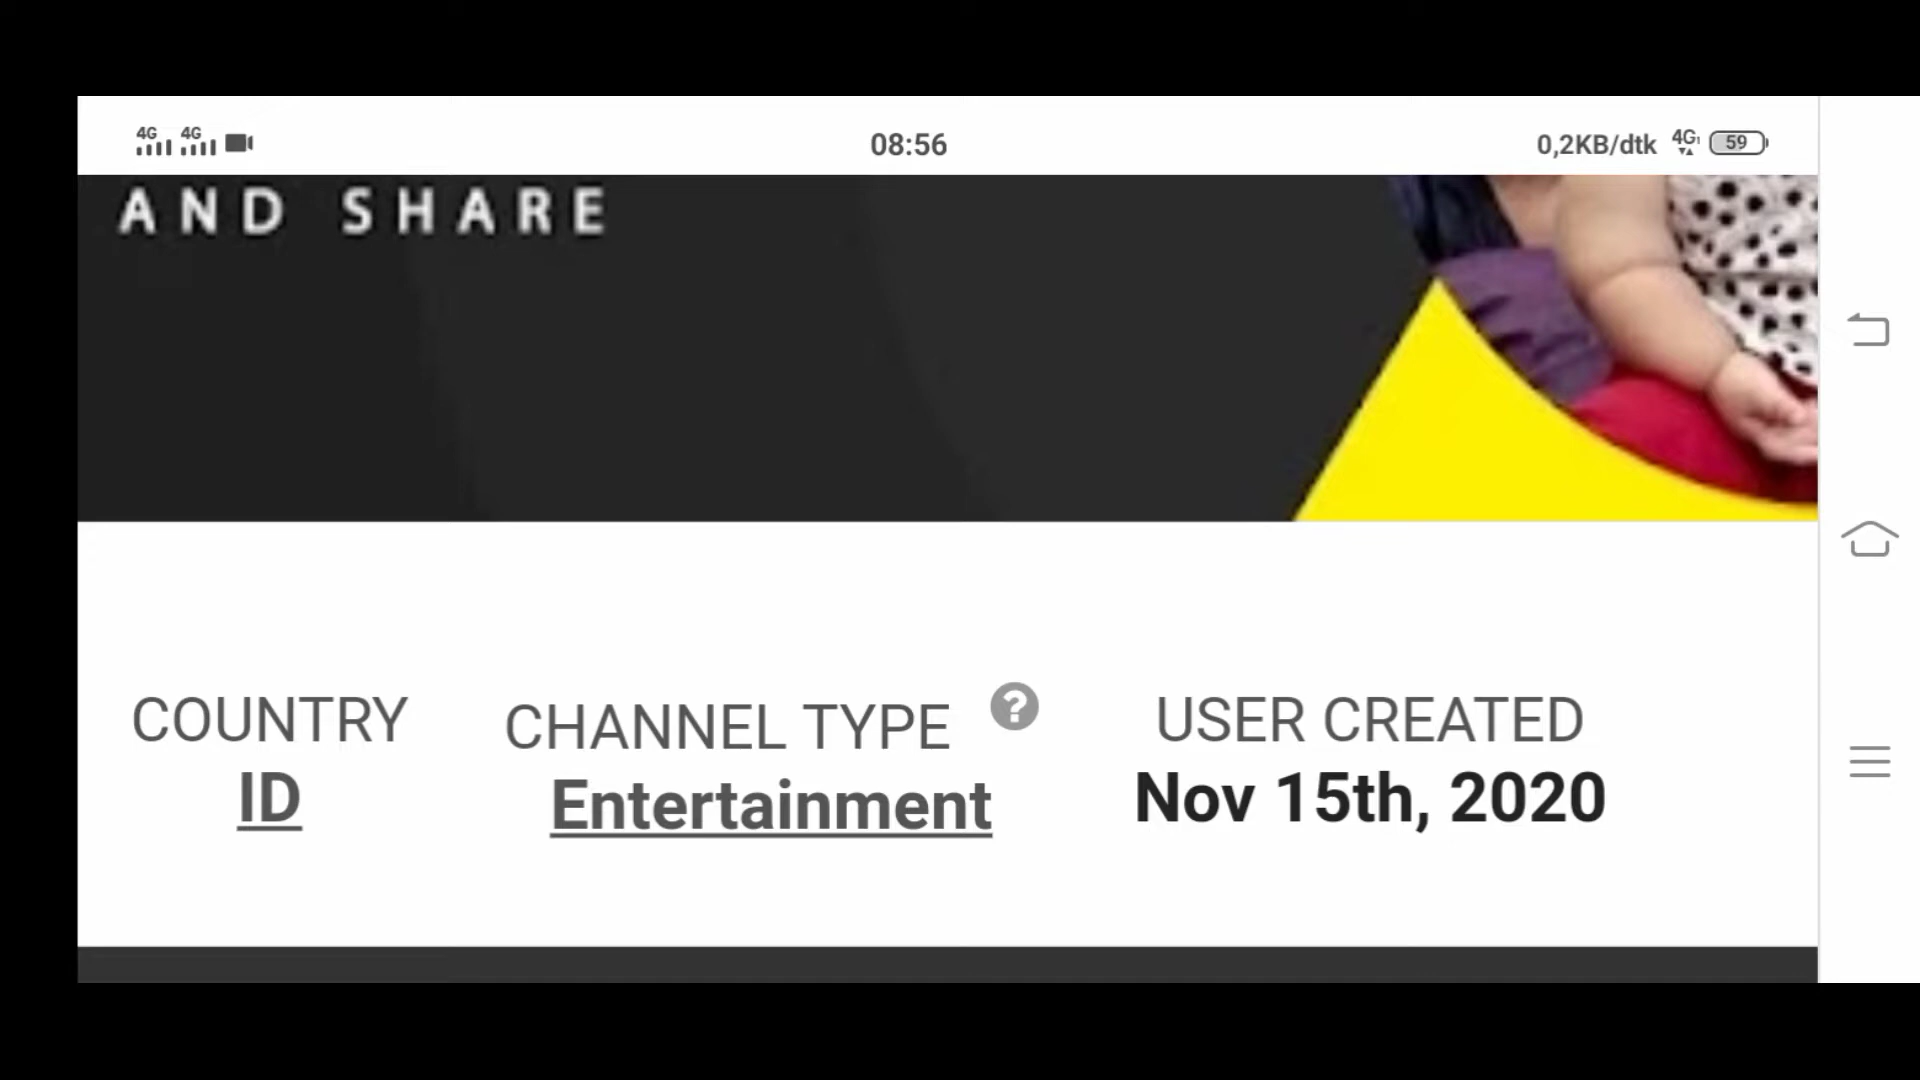 4G 4G 08:56 0,2KB/dtk 4G 59
AND SHARE
COUNTRY CHANNEL TYPE ? USER CREATED
ID Entertainment Nov 15th, 2020